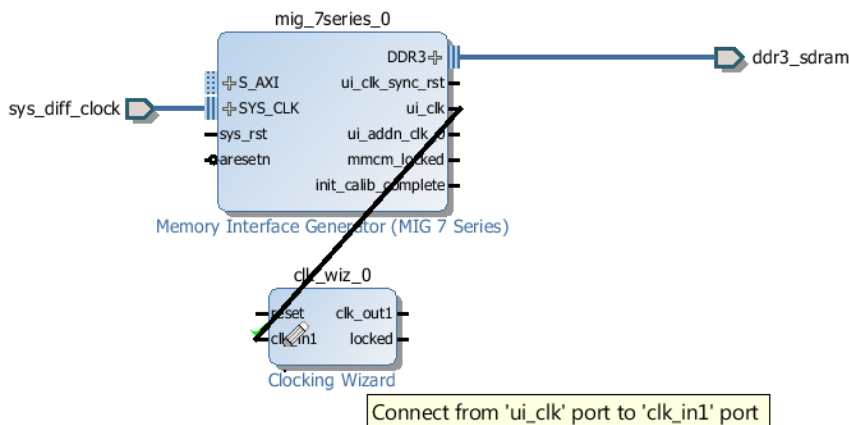 mig_7series_0
DDR3
S_AXI
ui_clk_sync_rst
ddr3_sdram
sys_diff_clock
SYS_CLK
ui_clk
sys_rst
ui_addn_clk_0
aresetn
mmcm_locked
init_calib_complete
Memory Interface Generator (MIG 7 Series)
clk_wiz_0
reset
clk_out1
clk_in1
locked
Clocking Wizard
Connect from 'ui_clk' port to 'clk_in1' port